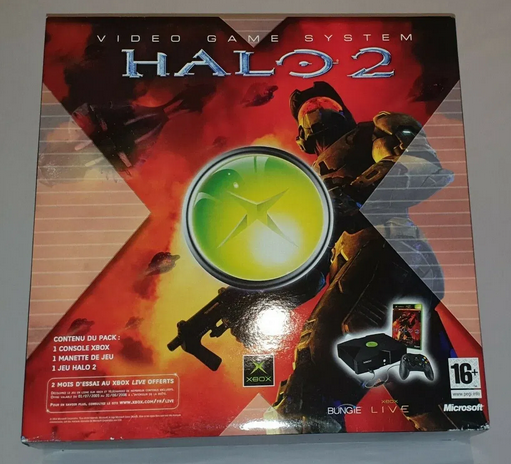 VIDEO GAME SYSTEM
HALO 2
CONTENU DU PACK :
1 CONSOLE XBOX
1 MANETTE DE JEU
1 JEU HALO 2
2 MOIS D'ESSAI AU XBOX LIVE OFFERTS
XBOX
BUNGIE
XBOX
LIVE
16+
www.pegi.info
Microsoft